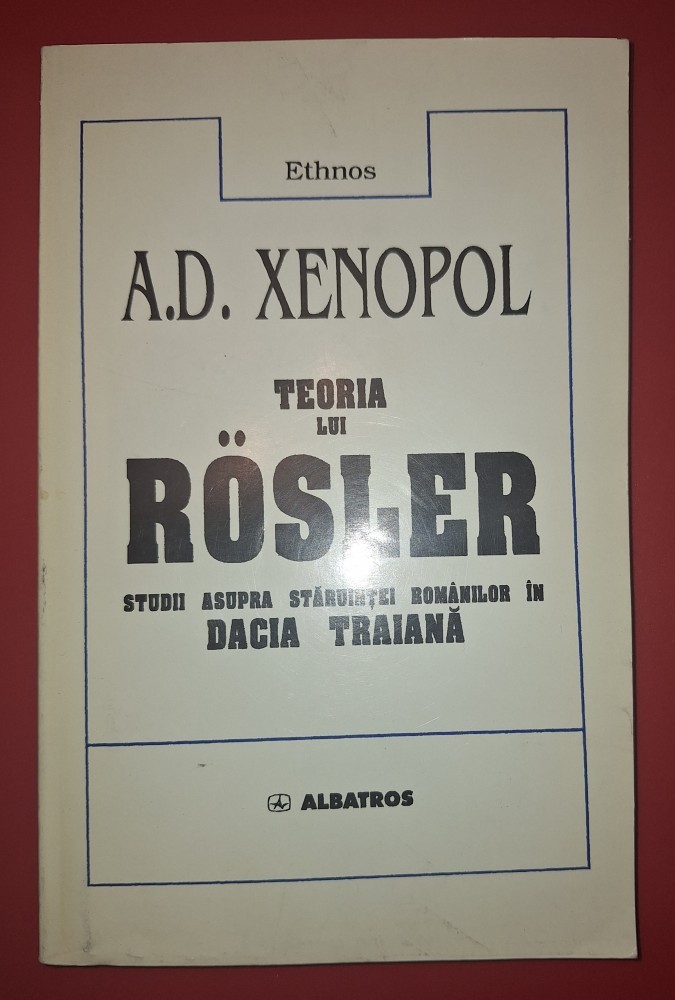 Ethnos
A.D. XENOPOL
TEORIA
LUI
RÖSLER
STUDII ASUPRA STĂRUINȚEI ROMÂNILOR ÎN
DACIA TRAIANĂ
ALBATROS